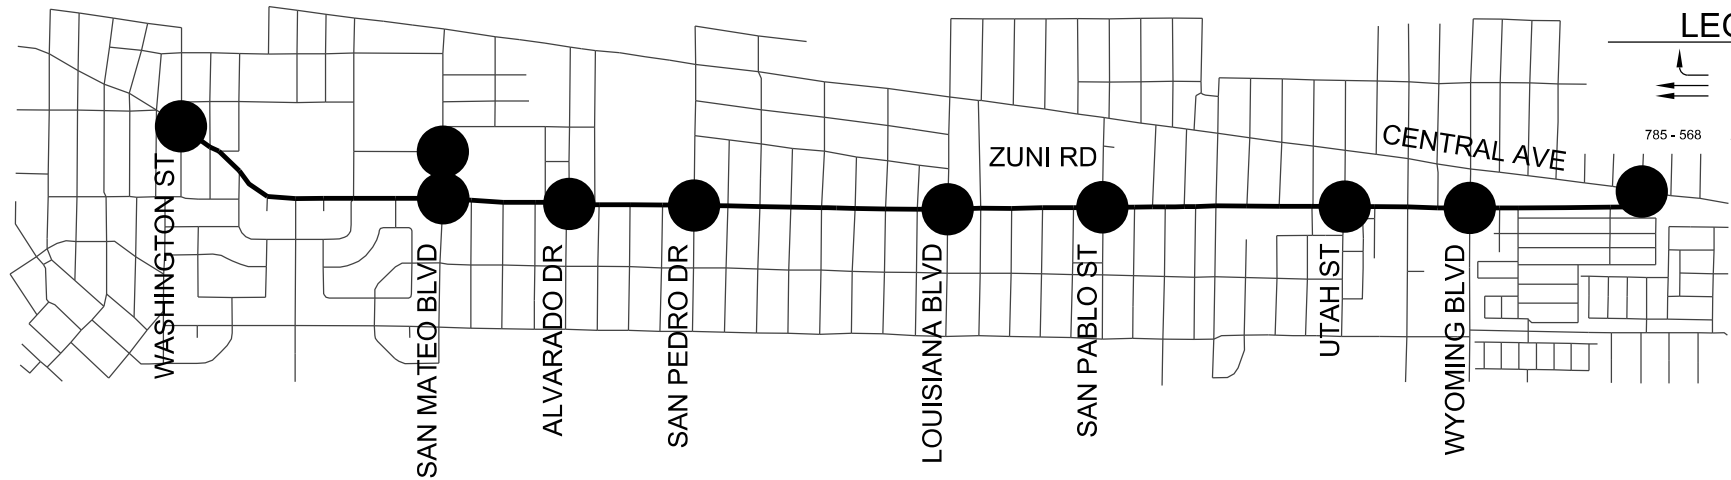 LEG
785 - 568
CENTRAL AVE
ZUNI RD
WASHINGTON ST
SAN MATEO BLVD
ALVARADO DR
SAN PEDRO DR
LOUISIANA BLVD
SAN PABLO ST
UTAH ST
WYOMING BLVD